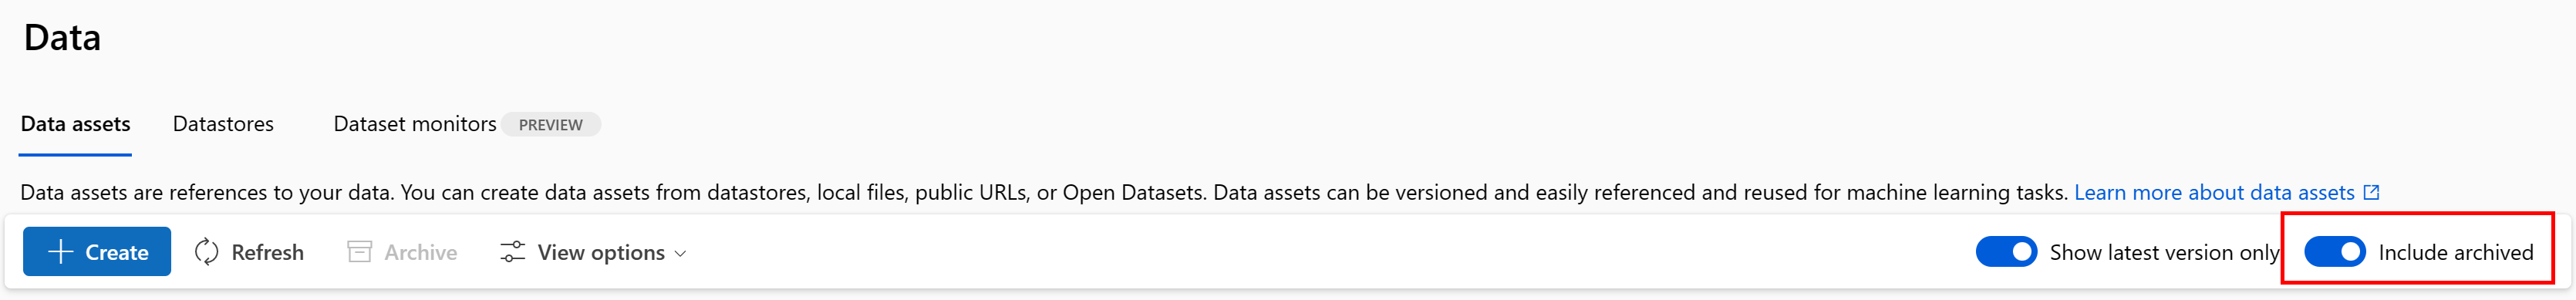 Data
Data assets Datastores Dataset monitors PREVIEW
Data assets are references to your data. You can create data assets from datastores, local files, public URLs, or Open Datasets. Data assets can be versioned and easily referenced and reused for machine learning tasks. Learn more about data assets
Create Refresh Archive View options Show latest version only Include archived